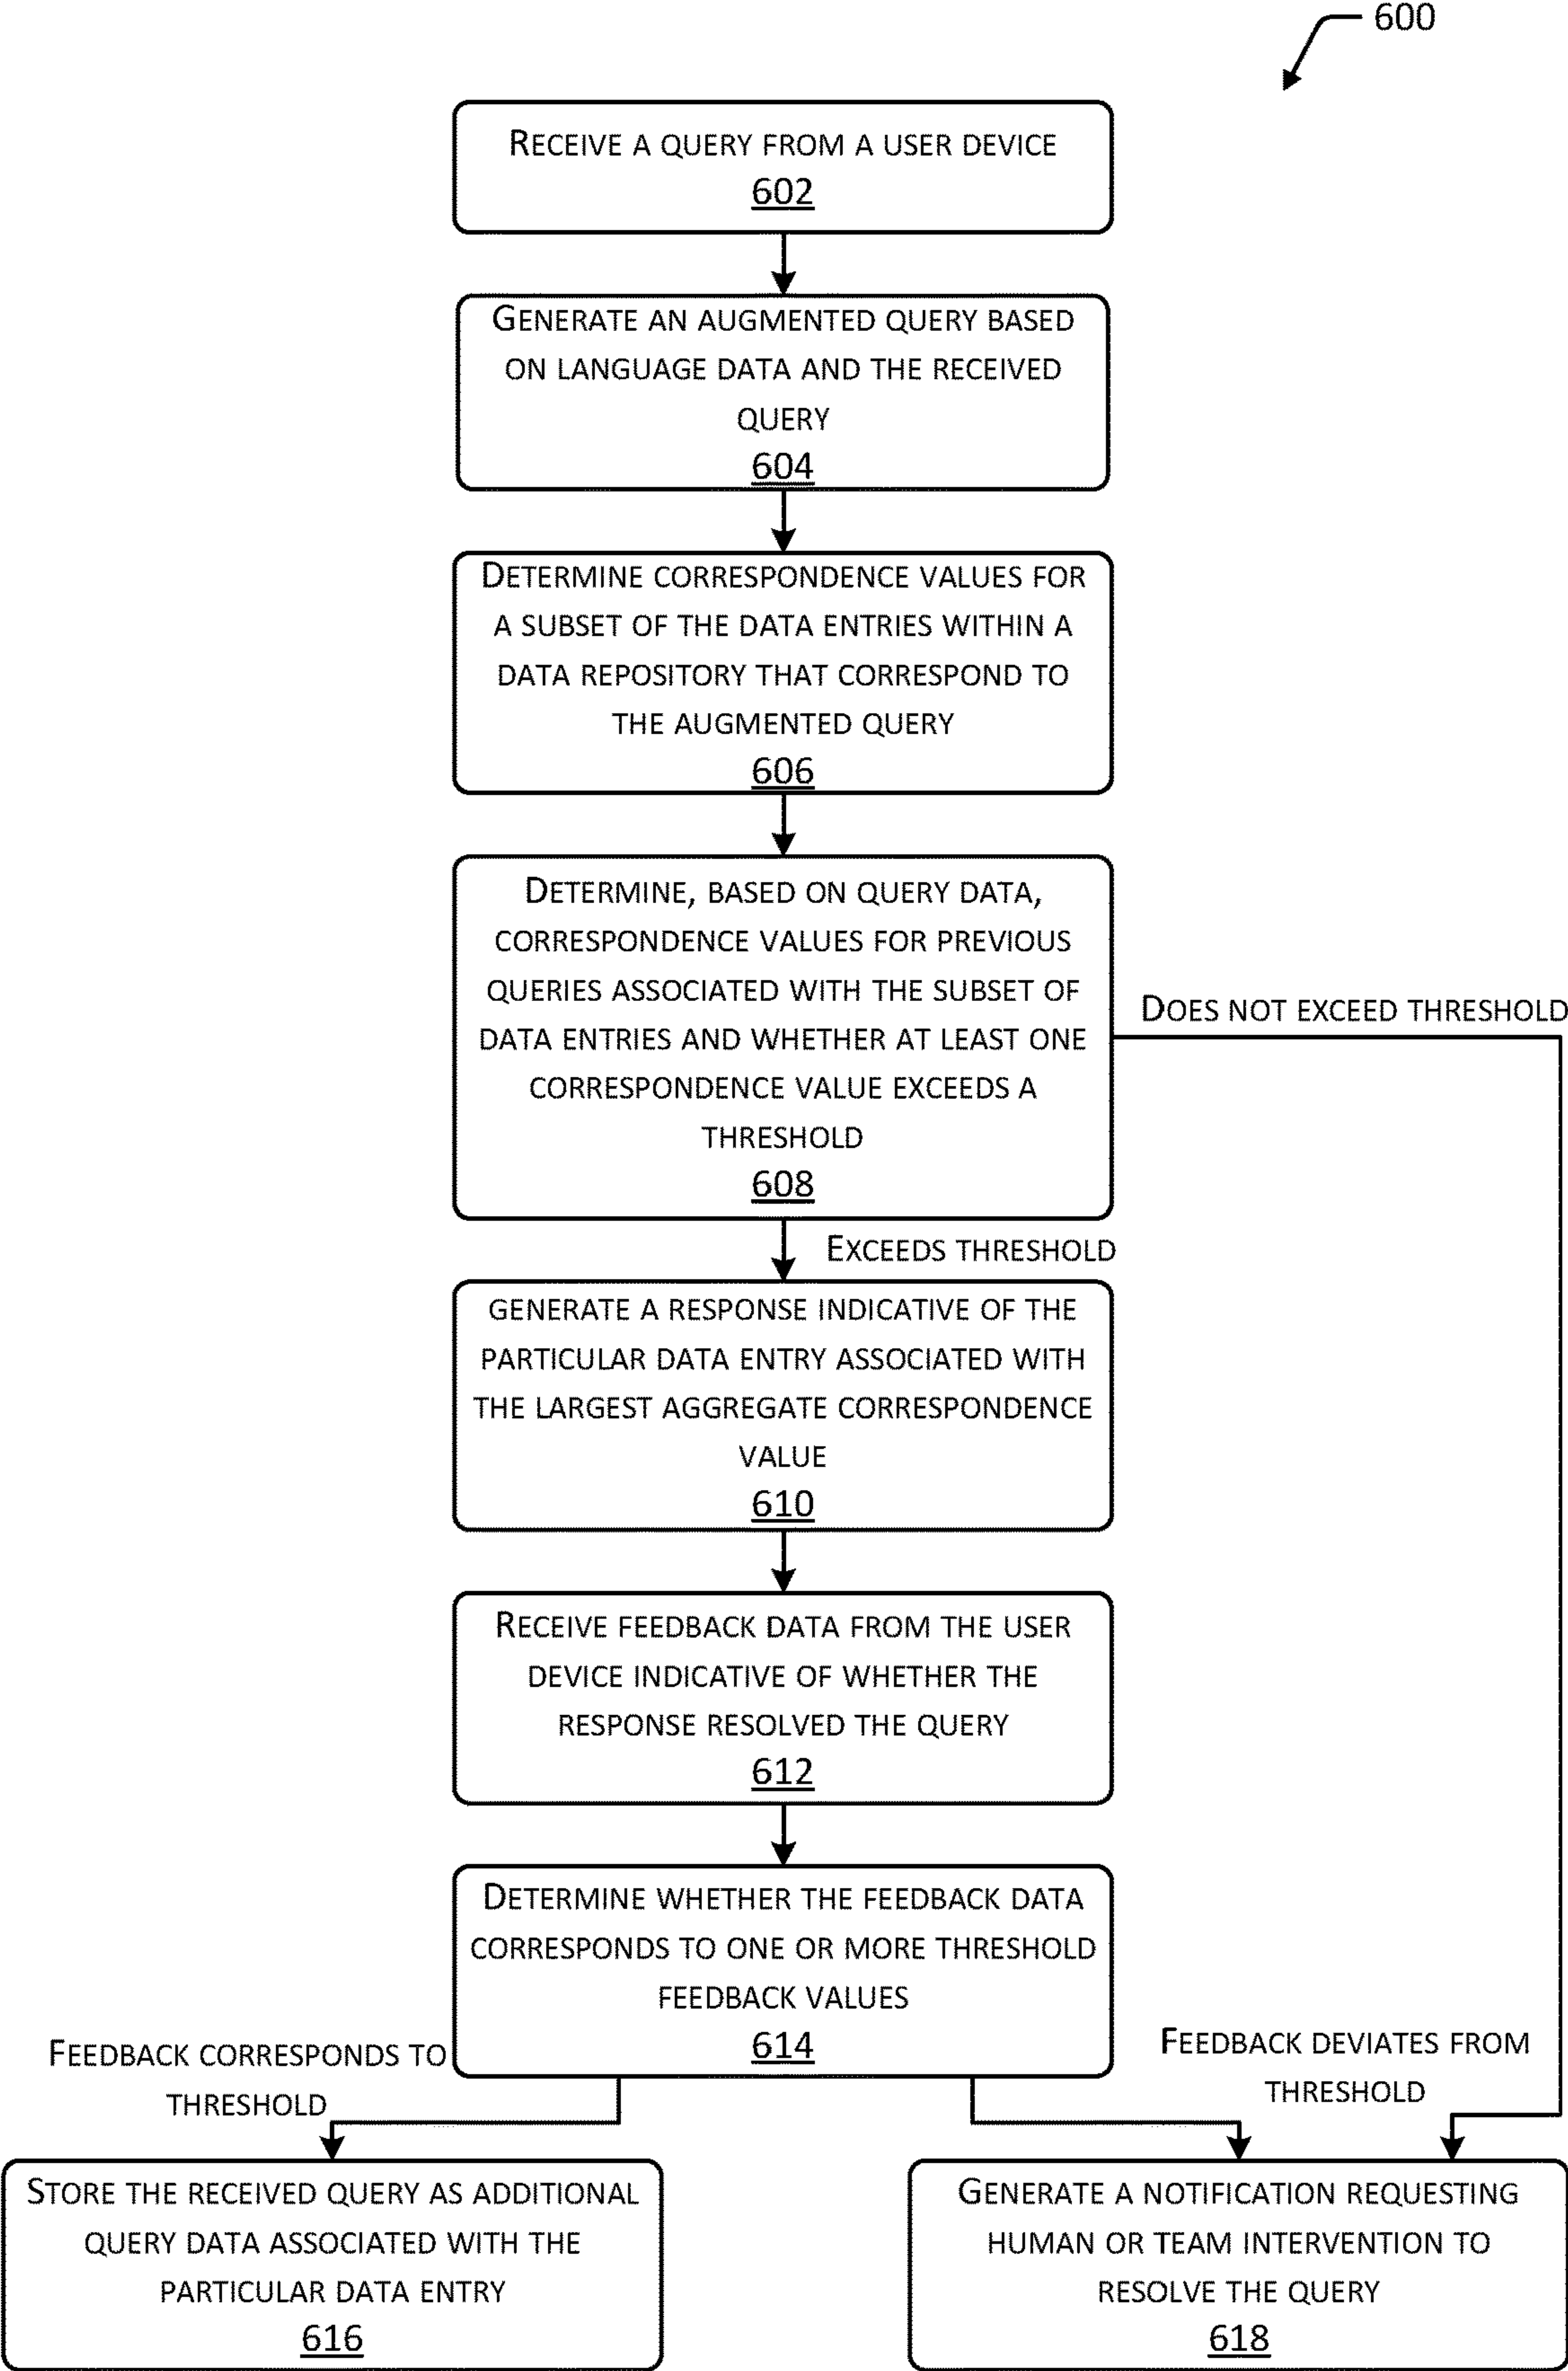 600
RECEIVE A QUERY FROM A USER DEVICE
602
GENERATE AN AUGMENTED QUERY BASED
ON LANGUAGE DATA AND THE RECEIVED
QUERY
604
DETERMINE CORRESPONDENCE VALUES FOR
A SUBSET OF THE DATA ENTRIES WITHIN A
DATA REPOSITORY THAT CORRESPOND TO
THE AUGMENTED QUERY
606
DETERMINE, BASED ON QUERY DATA,
CORRESPONDENCE VALUES FOR PREVIOUS
QUERIES ASSOCIATED WITH THE SUBSET OF
DATA ENTRIES AND WHETHER AT LEAST ONE
CORRESPONDENCE VALUE EXCEEDS A
THRESHOLD
608
DOES NOT EXCEED THRESHOLD
EXCEEDS THRESHOLD
GENERATE A RESPONSE INDICATIVE OF THE
PARTICULAR DATA ENTRY ASSOCIATED WITH
THE LARGEST AGGREGATE CORRESPONDENCE
VALUE
610
RECEIVE FEEDBACK DATA FROM THE USER
DEVICE INDICATIVE OF WHETHER THE
RESPONSE RESOLVED THE QUERY
612
DETERMINE WHETHER THE FEEDBACK DATA
CORRESPONDS TO ONE OR MORE THRESHOLD
FEEDBACK VALUES
614
FEEDBACK CORRESPONDS TO
THRESHOLD
FEEDBACK DEVIATES FROM
THRESHOLD
STORE THE RECEIVED QUERY AS ADDITIONAL
QUERY DATA ASSOCIATED WITH THE
PARTICULAR DATA ENTRY
616
GENERATE A NOTIFICATION REQUESTING
HUMAN OR TEAM INTERVENTION TO
RESOLVE THE QUERY
618